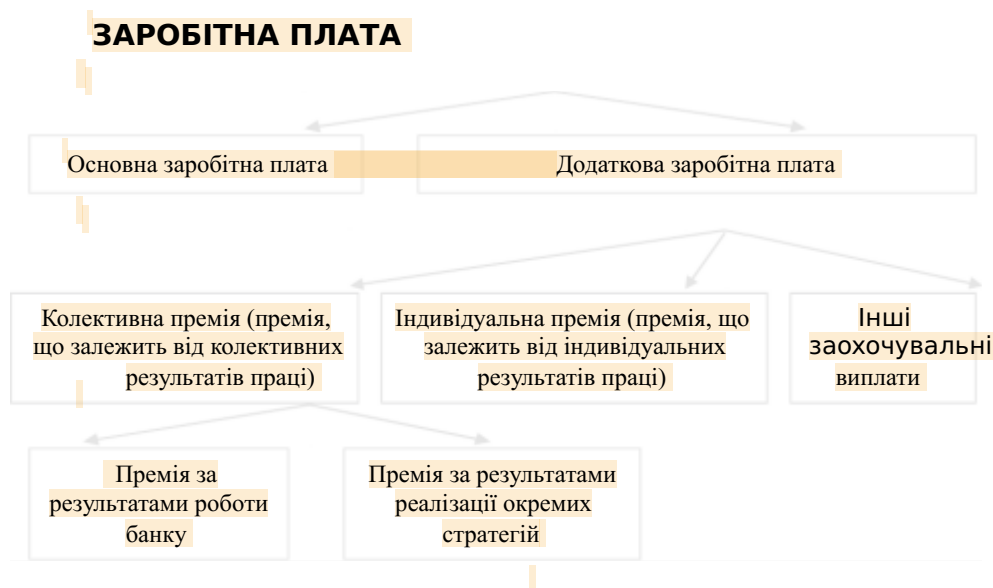 ЗАРОБІТНА ПЛАТА
Основна заробітна плата
Додаткова заробітна плата
Колективна премія (премія,
що залежить від колективних
результатів праці)
Індивідуальна премія (премія, що
залежить від індивідуальних
результатів праці)
Інші
заохочувальні
виплати
Премія за
результатами роботи
банку
Премія за результатами
реалізації окремих
стратегій